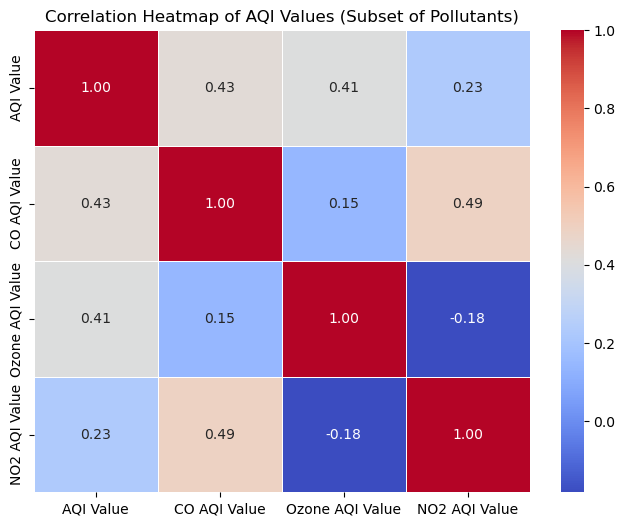 Correlation Heatmap of AQI Values (Subset of Pollutants)
AQI Value
1.00 0.43 0.41 0.23
CO AQI Value
0.43 1.00 0.15 0.49
Ozone AQI Value
0.41 0.15 1.00 -0.18
NO2 AQI Value
0.23 0.49 -0.18 1.00
AQI Value CO AQI Value Ozone AQI Value NO2 AQI Value
1.0
0.8
0.6
0.4
0.2
0.0